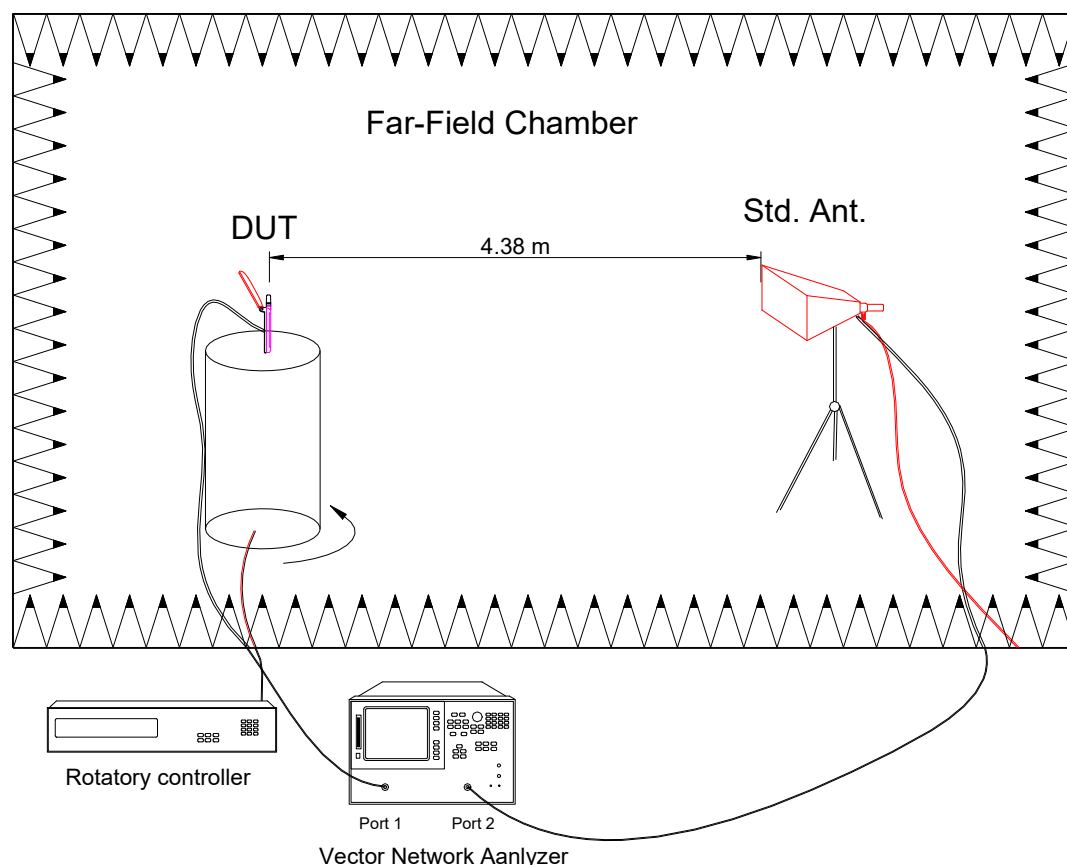 Far-Field Chamber
DUT
Std. Ant.
4.38 m
Rotatory controller
Port 1
Port 2
Vector Network Aanlyzer